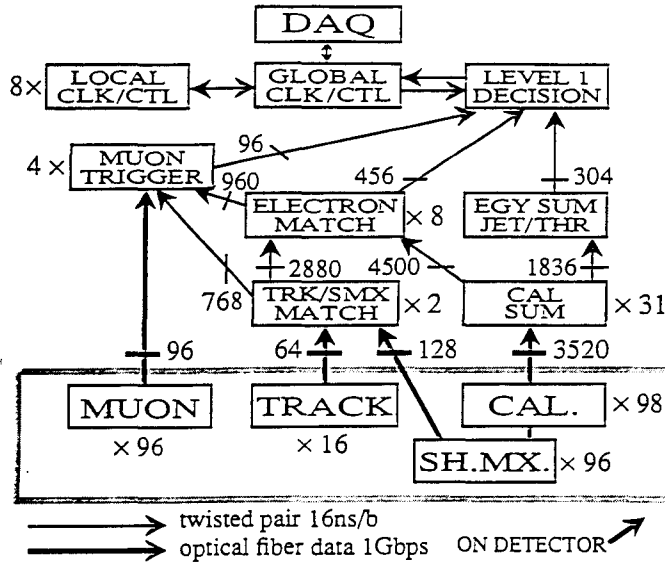 DAQ
8× LOCAL CLK/CTL
GLOBAL CLK/CTL
LEVEL 1 DECISION
96
4 × MUON TRIGGER
960
456
304
ELECTRON MATCH × 8
EGY SUM JET/THR
2880
4500
1836
768
TRK/SMX MATCH × 2
CAL SUM × 31
96
64
128
3520
MUON
TRACK
CAL. × 98
× 96
× 16
SH.MX. × 96
twisted pair 16ns/b
optical fiber data 1Gbps
ON DETECTOR